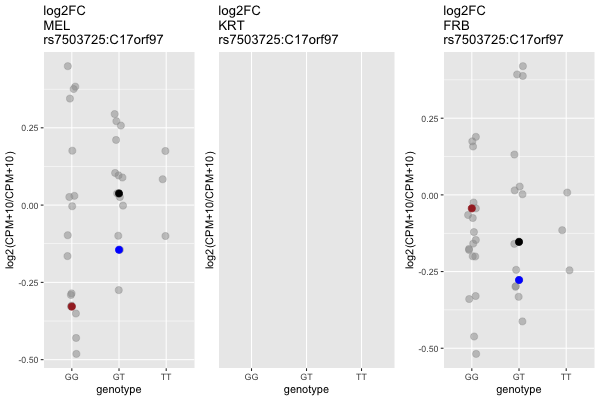 log2FC
MEL
rs7503725:C17orf97
log2(CPM+10/CPM+10)
0.25
0.00
-0.25
-0.50
GG GT TT
genotype
log2FC
KRT
rs7503725:C17orf97
log2(CPM+10/CPM+10)
GG GT TT
genotype
log2FC
FRB
rs7503725:C17orf97
log2(CPM+10/CPM+10)
0.25
0.00
-0.25
-0.50
GG GT TT
genotype